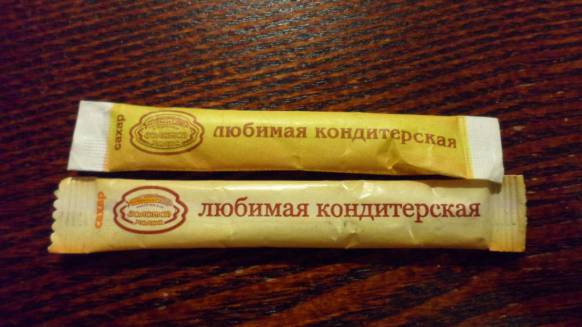 сахар
любимая кондитерская
сахар
любимая кондитерская